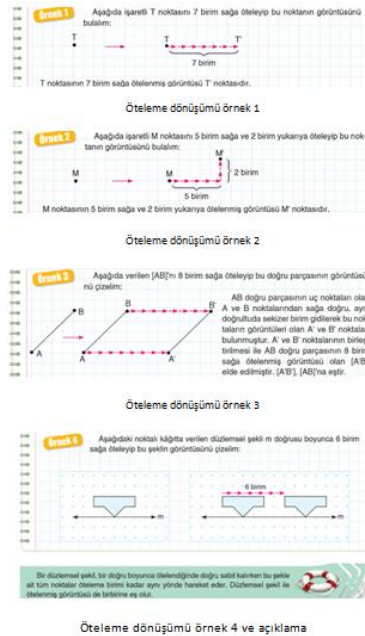 Örnek 1
Aşağıda işaretli T noktasını 7 birim sağa öteleyip bu noktanın görüntüsünü
bulalım:
T
T
T'
7 birim
T noktasının 7 birim sağa ötelenmiş görüntüsü T' noktasıdır.
Öteleme dönüşümü örnek 1
Örnek 2
Aşağıda işaretli M noktasını 5 birim sağa ve 2 birim yukarıya öteleyip bu nok-
tanın görüntüsünü bulalım:
M'
M
M
2 birim
5 birim
M noktasının 5 birim sağa ve 2 birim yukarıya ötelenmiş görüntüsü M' noktasıdır.
Öteleme dönüşümü örnek 2
Örnek 3
Aşağıda verilen [AB]'nı 8 birim sağa öteleyip bu doğru parçasının görüntüsü-
nü çizelim:
B
B
B'
A
A
A'
AB doğru parçasının uç noktaları ola
A ve B noktalarından sağa doğru, ayn
doğrultuda sekizer birim gidilerek bu nok
taların görüntüleri olan A' ve B' noktala
bulunmuştur. A' ve B' noktalarının birleş
tirilmesi ile AB doğru parçasının 8 birim
sağa ötelenmiş görüntüsü olan [A'B
elde edilmiştir. [A'B'], [AB]'na eştir.
Öteleme dönüşümü örnek 3
Örnek 4
Aşağıdaki noktalı kâğıtta verilen düzlemsel şekli m doğrusu boyunca 6 birim
sağa öteleyip bu şeklin görüntüsünü çizelim:
6 birim
m
m
Bir düzlemsel şekil, bir doğru boyunca ötelendiğinde doğru sabit kalırken bu şekle
ait tüm noktalar öteleme birimi kadar aynı yönde hareket eder. Düzlemsel şekil ile
ötelenmiş görüntüsü de birbirine eş olur.
Öteleme dönüşümü örnek 4 ve açıklama